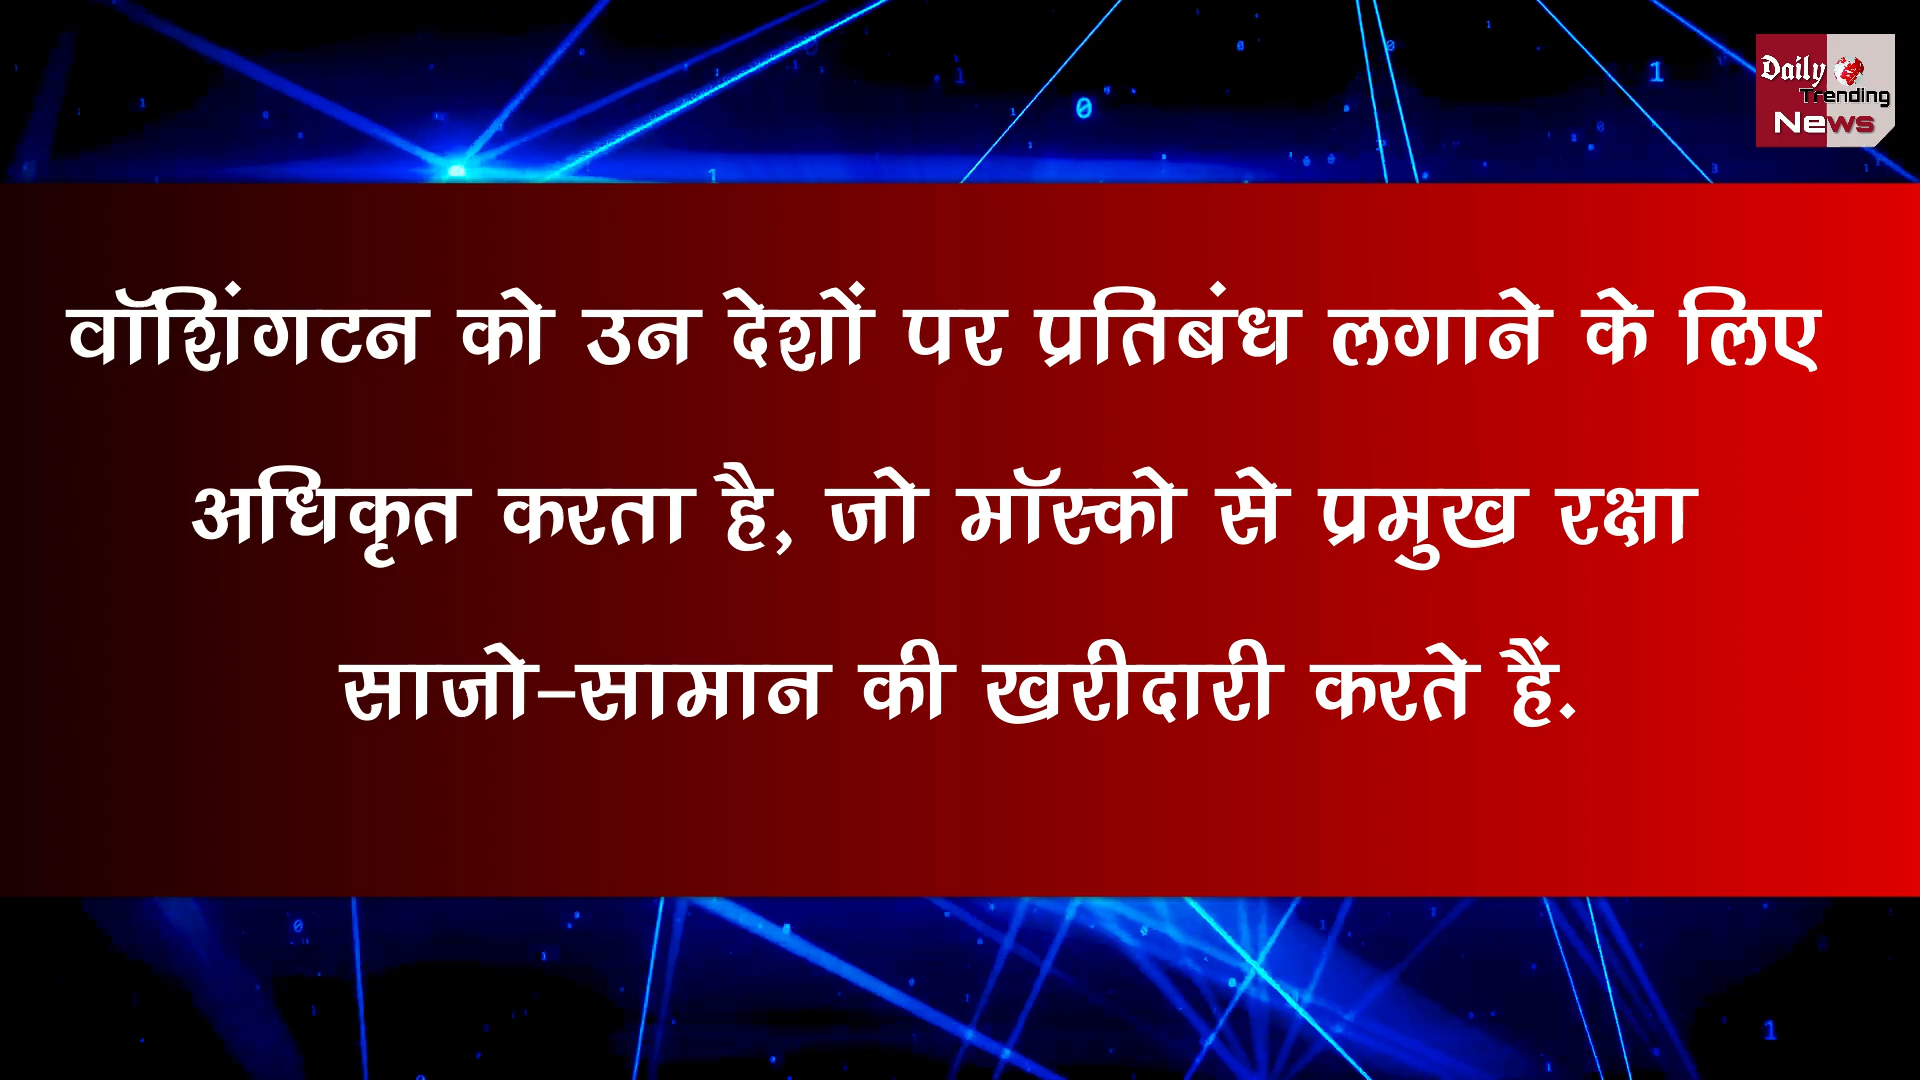 Daily
Trending
News
वॉशिंगटन को उन देशों पर प्रतिबंध लगाने के लिए
अधिकृत करता है, जो मॉस्को से प्रमुख रक्षा
साजो-सामान की खरीदारी करते हैं.